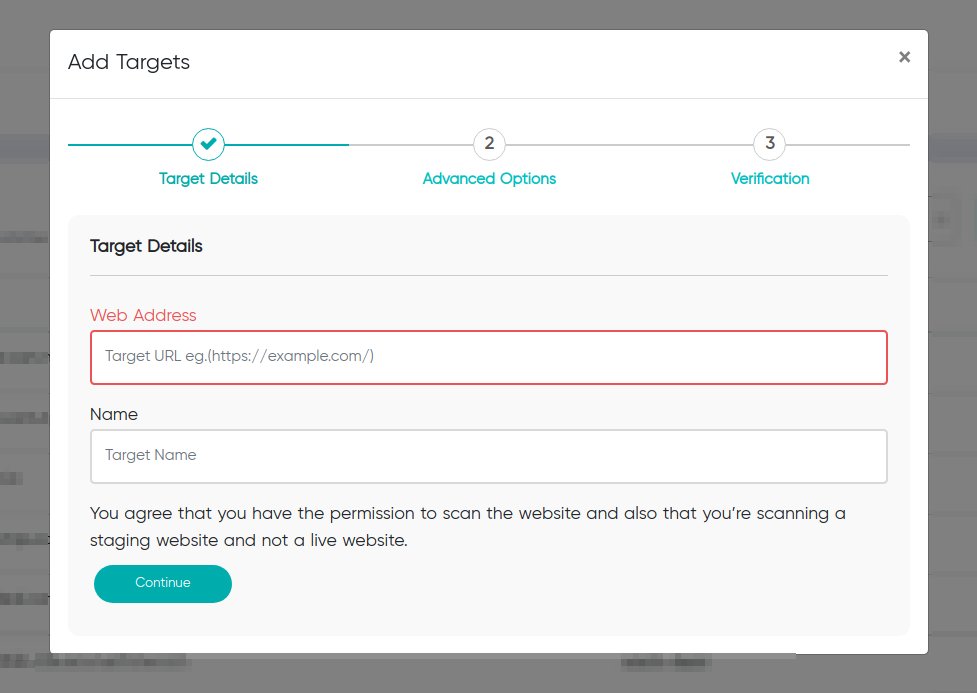 Add Targets
×
2
3
Target Details
Advanced Options
Verification
Target Details
Web Address
Target URL eg.(https://example.com/)
Name
Target Name
You agree that you have the permission to scan the website and also that you’re scanning a
staging website and not a live website.
Continue